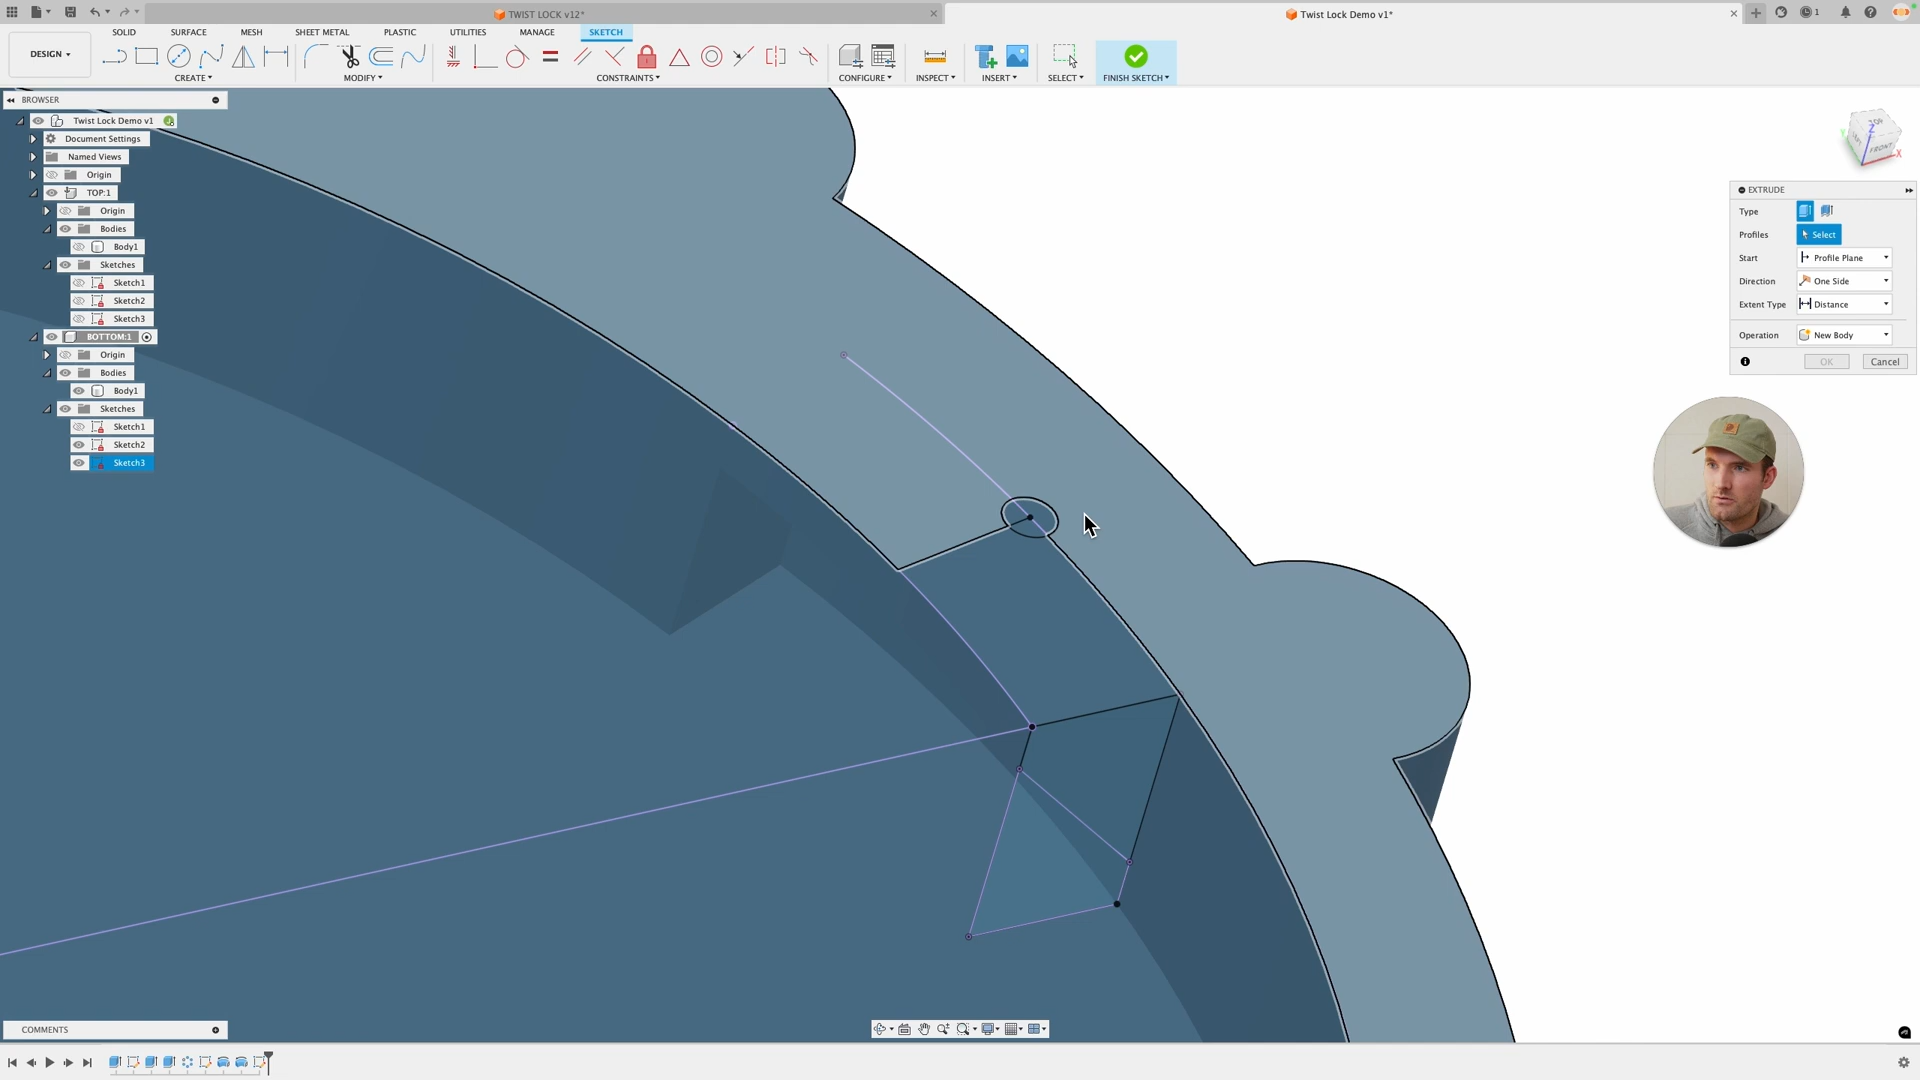 TWIST LOCK v12*
Twist Lock Demo v1*
1
DESIGN
SOLID
SURFACE
MESH
SHEET METAL
PLASTIC
UTILITIES
MANAGE
SKETCH
CREATE
MODIFY
CONSTRAINTS
CONFIGURE
INSPECT
INSERT
SELECT
FINISH SKETCH
BROWSER
Twist Lock Demo v1
Document Settings
Named Views
Origin
TOP:1
Origin
Bodies
Body1
Sketches
Sketch1
Sketch2
Sketch3
BOTTOM:1
Origin
Bodies
Body1
Sketches
Sketch1
Sketch2
Sketch3
TOP
FRONT
Z
X
Y
EXTRUDE
Type
Profiles
Select
Start
Profile Plane
Direction
One Side
Extent Type
Distance
Operation
New Body
OK
Cancel
COMMENTS